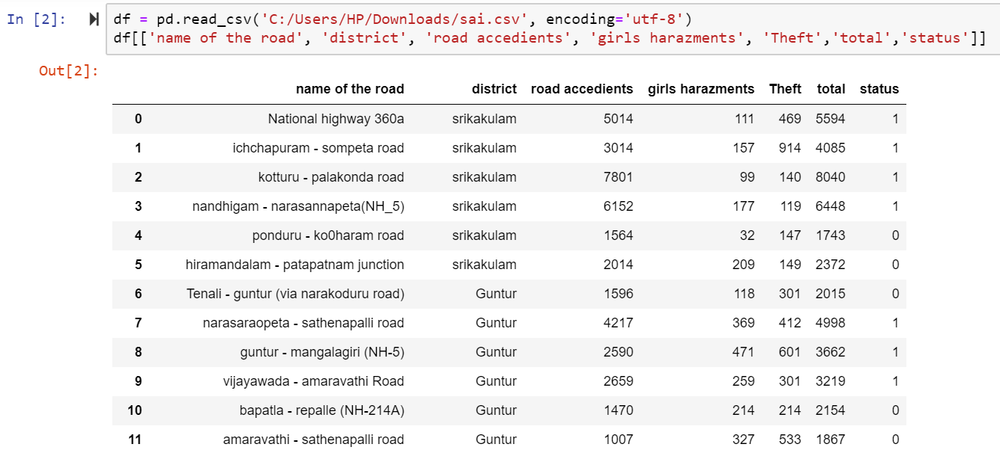 In [2]: df = pd.read_csv('C:/Users/HP/Downloads/sai.csv', encoding='utf-8')
df[['name of the road', 'district', 'road accedients', 'girls harazments', 'Theft','total','status']]
Out[2]:
name of the road district road accedients girls harazments Theft total status
0 National highway 360a srikakulam 5014 111 469 5594 1
1 ichchapuram - sompeta road srikakulam 3014 157 914 4085 1
2 kotturu - palakonda road srikakulam 7801 99 140 8040 1
3 nandhigam - narasannapeta(NH_5) srikakulam 6152 177 119 6448 1
4 ponduru - ko0haram road srikakulam 1564 32 147 1743 0
5 hiramandalam - patapatnam junction srikakulam 2014 209 149 2372 0
6 Tenali - guntur (via narakoduru road) Guntur 1596 118 301 2015 0
7 narasaraopeta - sathenapalli road Guntur 4217 369 412 4998 1
8 guntur - mangalagiri (NH-5) Guntur 2590 471 601 3662 1
9 vijayawada - amaravathi Road Guntur 2659 259 301 3219 1
10 bapatla - repalle (NH-214A) Guntur 1470 214 214 2154 0
11 amaravathi - sathenapalli road Guntur 1007 327 533 1867 0